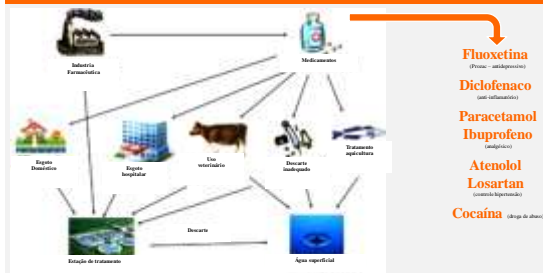 Industria
Farmacêutica
Medicamentos
Esgoto
Doméstico
Esgoto
hospitalar
Uso
veterinário
Descarte
inadequado
Tratamento
aquicultura
Descarte
Estação de tratamento
Água superficial
Fluoxetina
(Prozac – antidepressivo)
Diclofenaco
(anti-inflamatório)
Paracetamol
Ibuprofeno
(analgésico)
Atenolol
Losartan
(controle hipertensão)
Cocaína (droga de abuso)